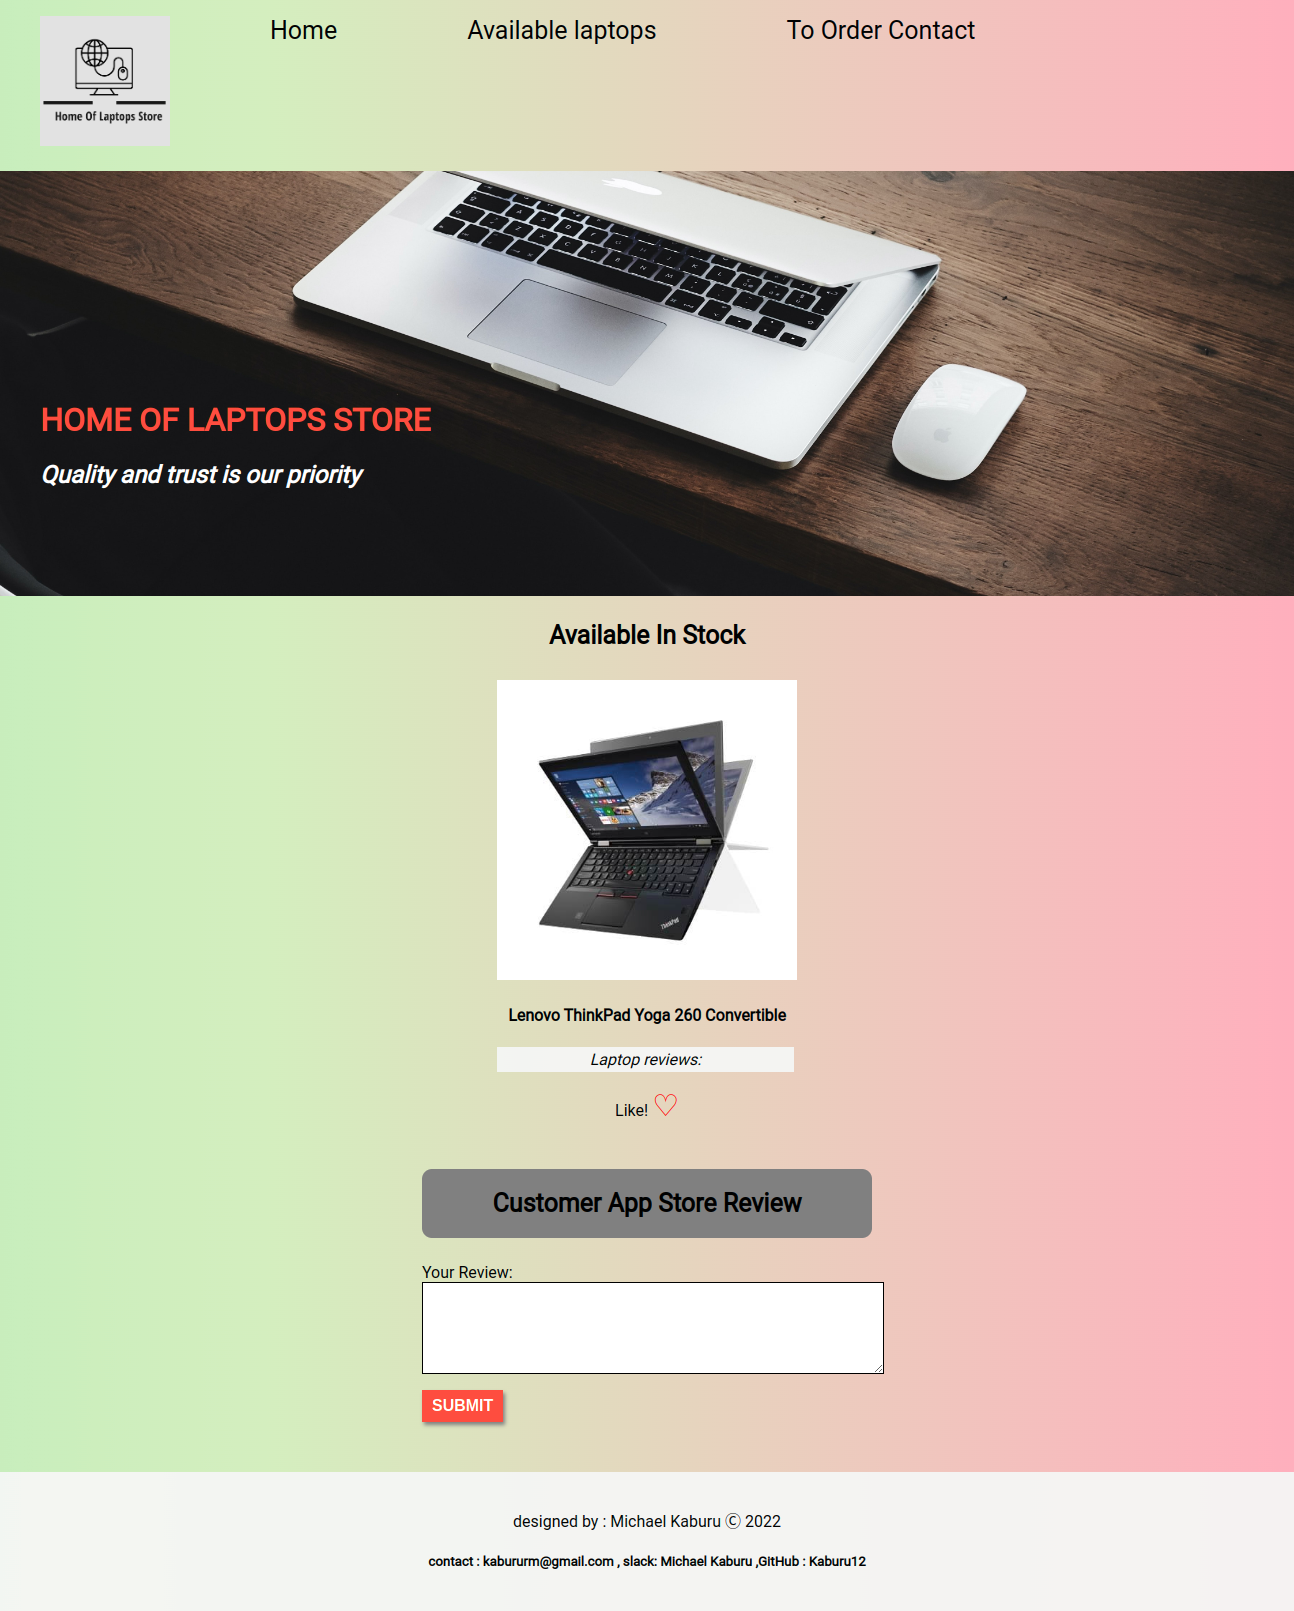 Home
Available laptops
To Order Contact
Home Of Laptops Store
HOME OF LAPTOPS STORE
Quality and trust is our priority
Available In Stock
ThinkPad
Lenovo ThinkPad Yoga 260 Convertible
Laptop reviews:
Like! ♡
Customer App Store Review
Your Review:
SUBMIT
designed by : Michael Kaburu Ⓒ 2022
contact : kabururm@gmail.com , slack: Michael Kaburu ,GitHub : Kaburu12